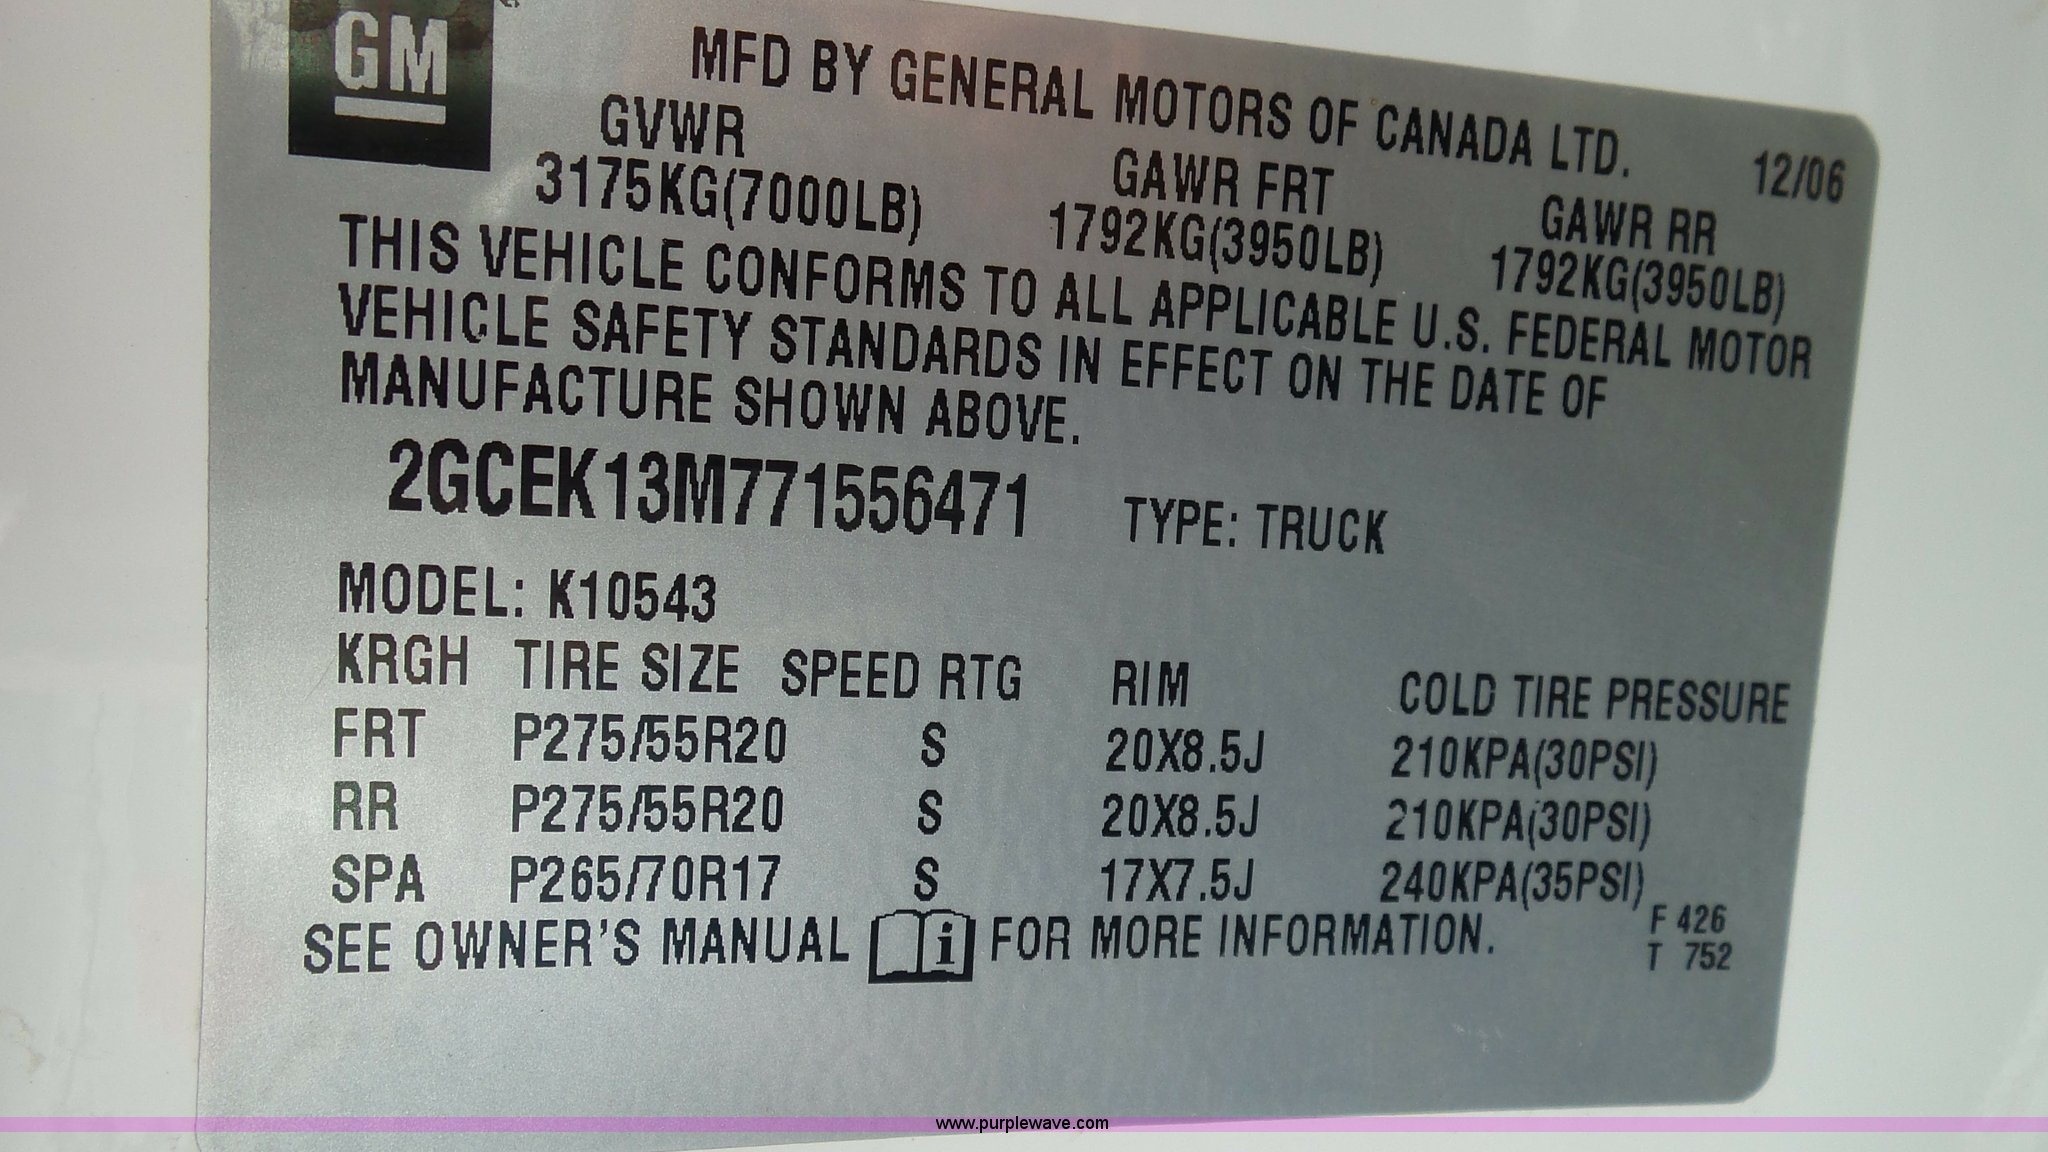 GM
MFD BY GENERAL MOTORS OF CANADA LTD.
12/06
GVWR GAWR FRT GAWR RR
3175KG(7000LB) 1792KG(3950LB) 1792KG(3950LB)
THIS VEHICLE CONFORMS TO ALL APPLICABLE U.S. FEDERAL MOTOR
VEHICLE SAFETY STANDARDS IN EFFECT ON THE DATE OF
MANUFACTURE SHOWN ABOVE.
2GCEK13M771556471 TYPE: TRUCK
MODEL: K10543
KRGH TIRE SIZE SPEED RTG RIM COLD TIRE PRESSURE
FRT P275/55R20 S 20X8.5J 210KPA(30PSI)
RR P275/55R20 S 20X8.5J 210KPA(30PSI)
SPA P265/70R17 S 17X7.5J 240KPA(35PSI)
SEE OWNER'S MANUAL i FOR MORE INFORMATION.
F 426
T 752
www.purplewave.com